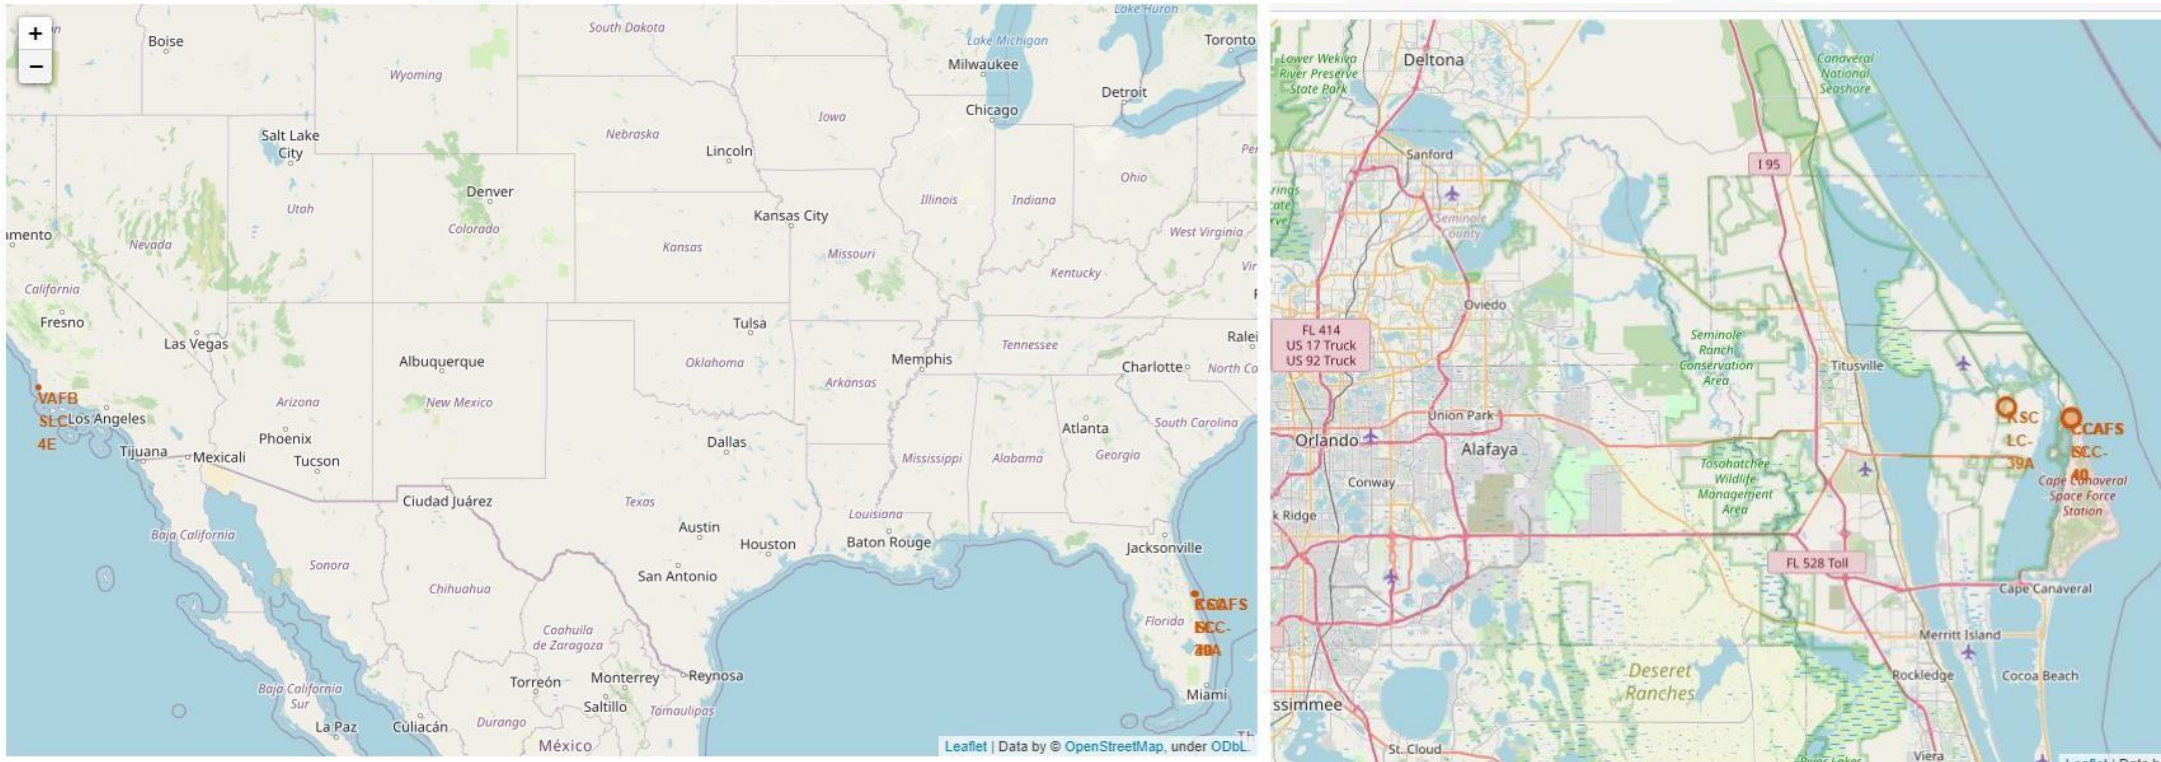 +
−
Boise
South Dakota
Wyoming
Lake Huron
Lake Michigan
Toronto
Milwaukee
Detroit
Chicago
Salt Lake
City
Iowa
Nebraska
Lincoln
Ohio
Denver
Utah
Illinois
Indiana
Kansas City
Colorado
Nevada
Kansas
Missouri
West Virginia
Kentucky
California
Fresno
Las Vegas
Tulsa
Albuquerque
Oklahoma
Memphis
Tennessee
Charlotte
North Ca
VAFB
SLC-
4E
Los Angeles
Arizona
New Mexico
Arkansas
Phoenix
Atlanta
South Carolina
Tijuana
Mexicali
Tucson
Dallas
Mississippi
Alabama
Georgia
Ciudad Juárez
Texas
Louisiana
Baja California
Austin
Houston
Baton Rouge
Jacksonville
Sonora
Chihuahua
San Antonio
Florida
Coahuila
de Zaragoza
Baja California
Sur
Torreón
Monterrey
Reynosa
Saltillo
Tamaulipas
Miami
La Paz
Culiacán
Durango
México
Leaflet | Data by © OpenStreetMap, under ODbL.
Lower Wekiva
River Preserve
State Park
Deltona
Canaveral
National
Seashore
Sanford
I 95
Seminole
County
Oviedo
FL 414
US 17 Truck
US 92 Truck
Seminole
Ranch
Conservation
Area
Titusville
KSC
LC-
39A
CCAFS
Union Park
Orlando
Alafaya
Tosohatchee
Wildlife
Management
Area
Cape Canaveral
Space Force
Station
Conway
k Ridge
FL 528 Toll
Cape Canaveral
Merritt Island
Deseret
Ranches
Rockledge
Cocoa Beach
ssimmee
St. Cloud
Viera